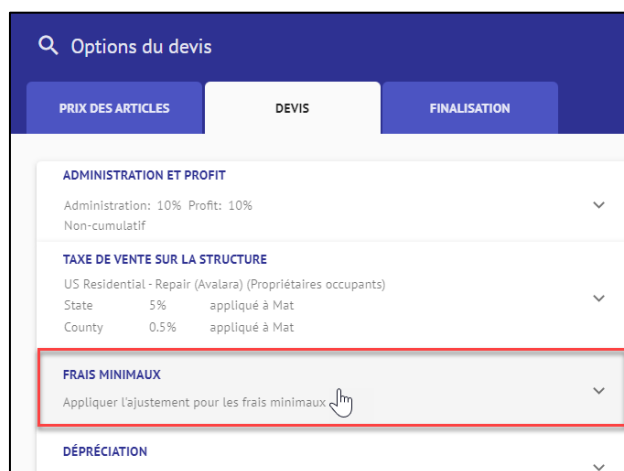 Options du devis
PRIX DES ARTICLES DEVIS FINALISATION
ADMINISTRATION ET PROFIT
Administration: 10% Profit: 10%
Non-cumulatif
TAXE DE VENTE SUR LA STRUCTURE
US Residential - Repair (Avalara) (Propriétaires occupants)
State 5% appliqué à Mat
County 0.5% appliqué à Mat
FRAIS MINIMAUX
Appliquer l'ajustement pour les frais minimaux
DÉPRÉCIATION